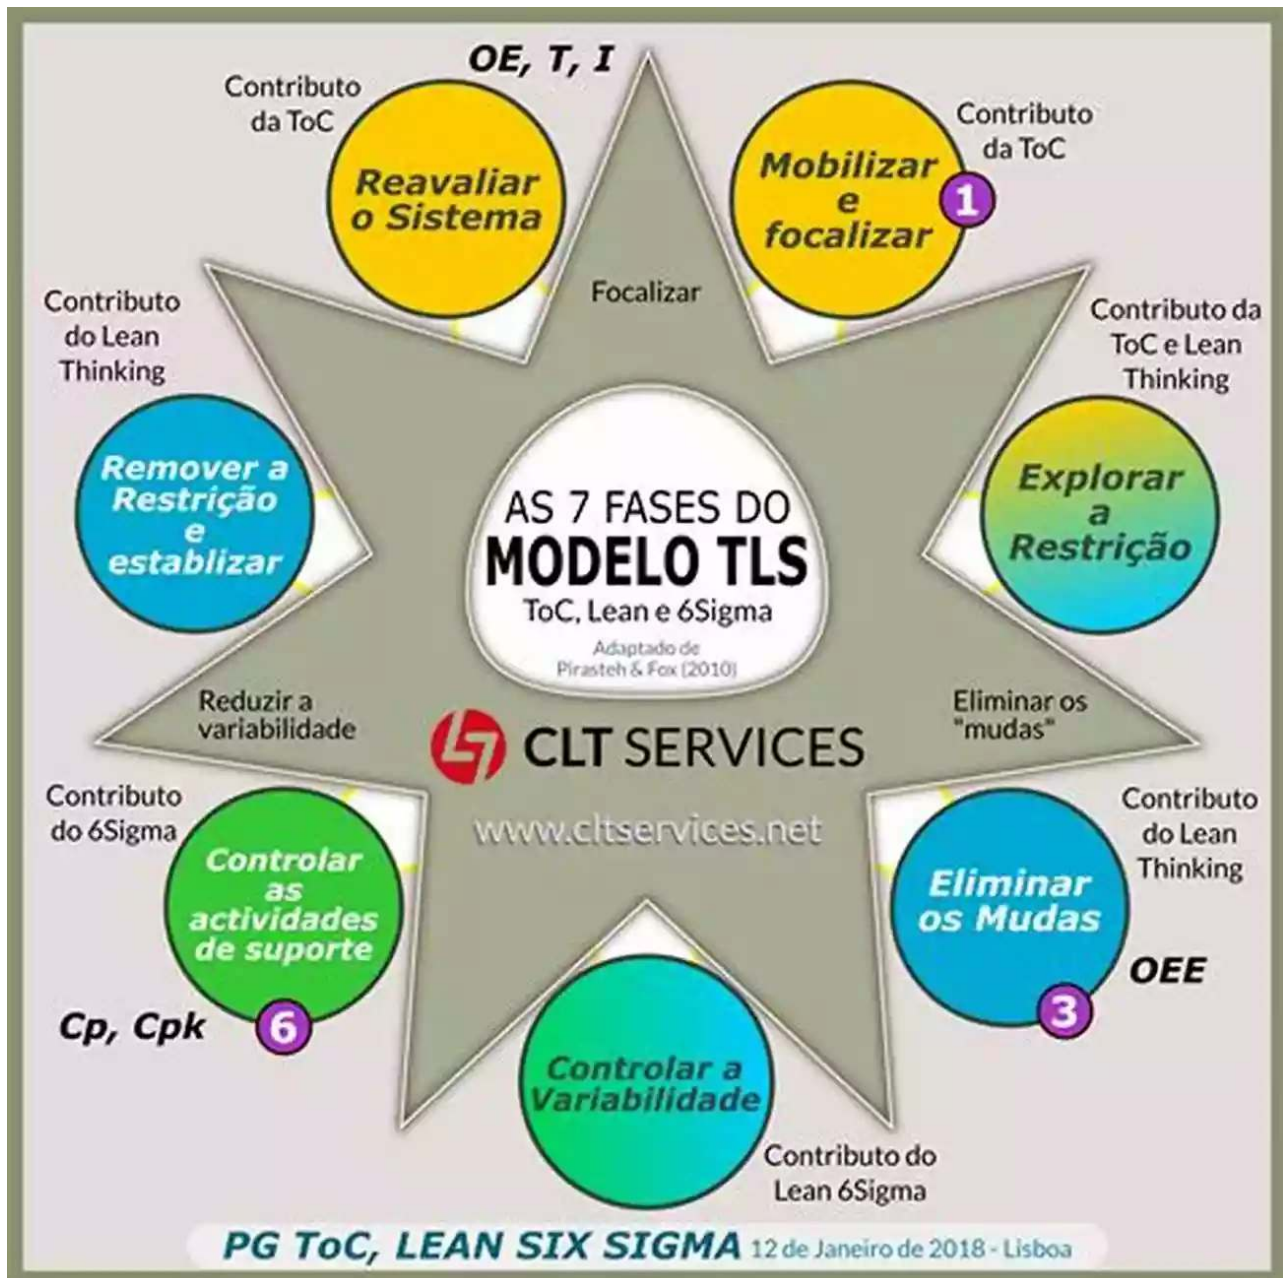 OE, T, I
Contributo
da ToC
Reavaliar
o Sistema
Mobilizar
e
focalizar
1
Contributo
da ToC
Focalizar
Contributo
do Lean
Thinking
Remover a
Restrição
e
establizar
Contributo da
ToC e Lean
Thinking
Explorar
a
Restrição
AS 7 FASES DO
MODELO TLS
ToC, Lean e 6Sigma
Adaptado de
Pirasteh & Fox (2010)
Reduzir a
variabilidade
Eliminar os
"mudas"
CLT SERVICES
www.cltservices.net
Contributo
do 6Sigma
Controlar
as
actividades
de suporte
6
Cp, Cpk
Contributo
do Lean
Thinking
Eliminar
os Mudas
3
OEE
Controlar a
Variabilidade
Contributo do
Lean 6Sigma
PG ToC, LEAN SIX SIGMA 12 de Janeiro de 2018 - Lisboa